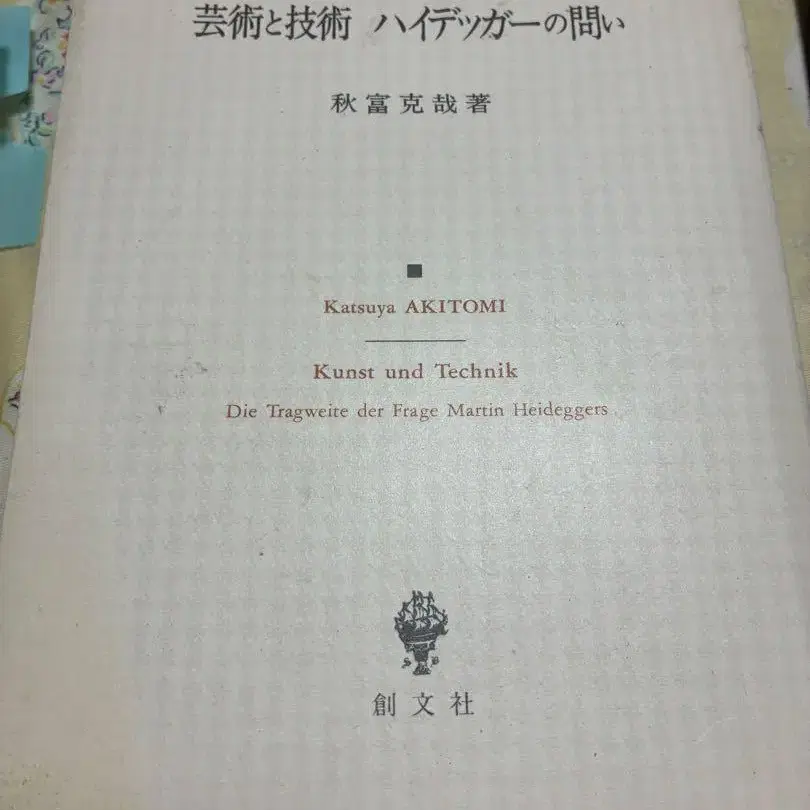 芸術と技術 ハイデッガーの問い
秋富克哉著
Katsuya AKITOMI
Kunst und Technik
Die Tragweite der Frage Martin Heideggers
S B
創文社